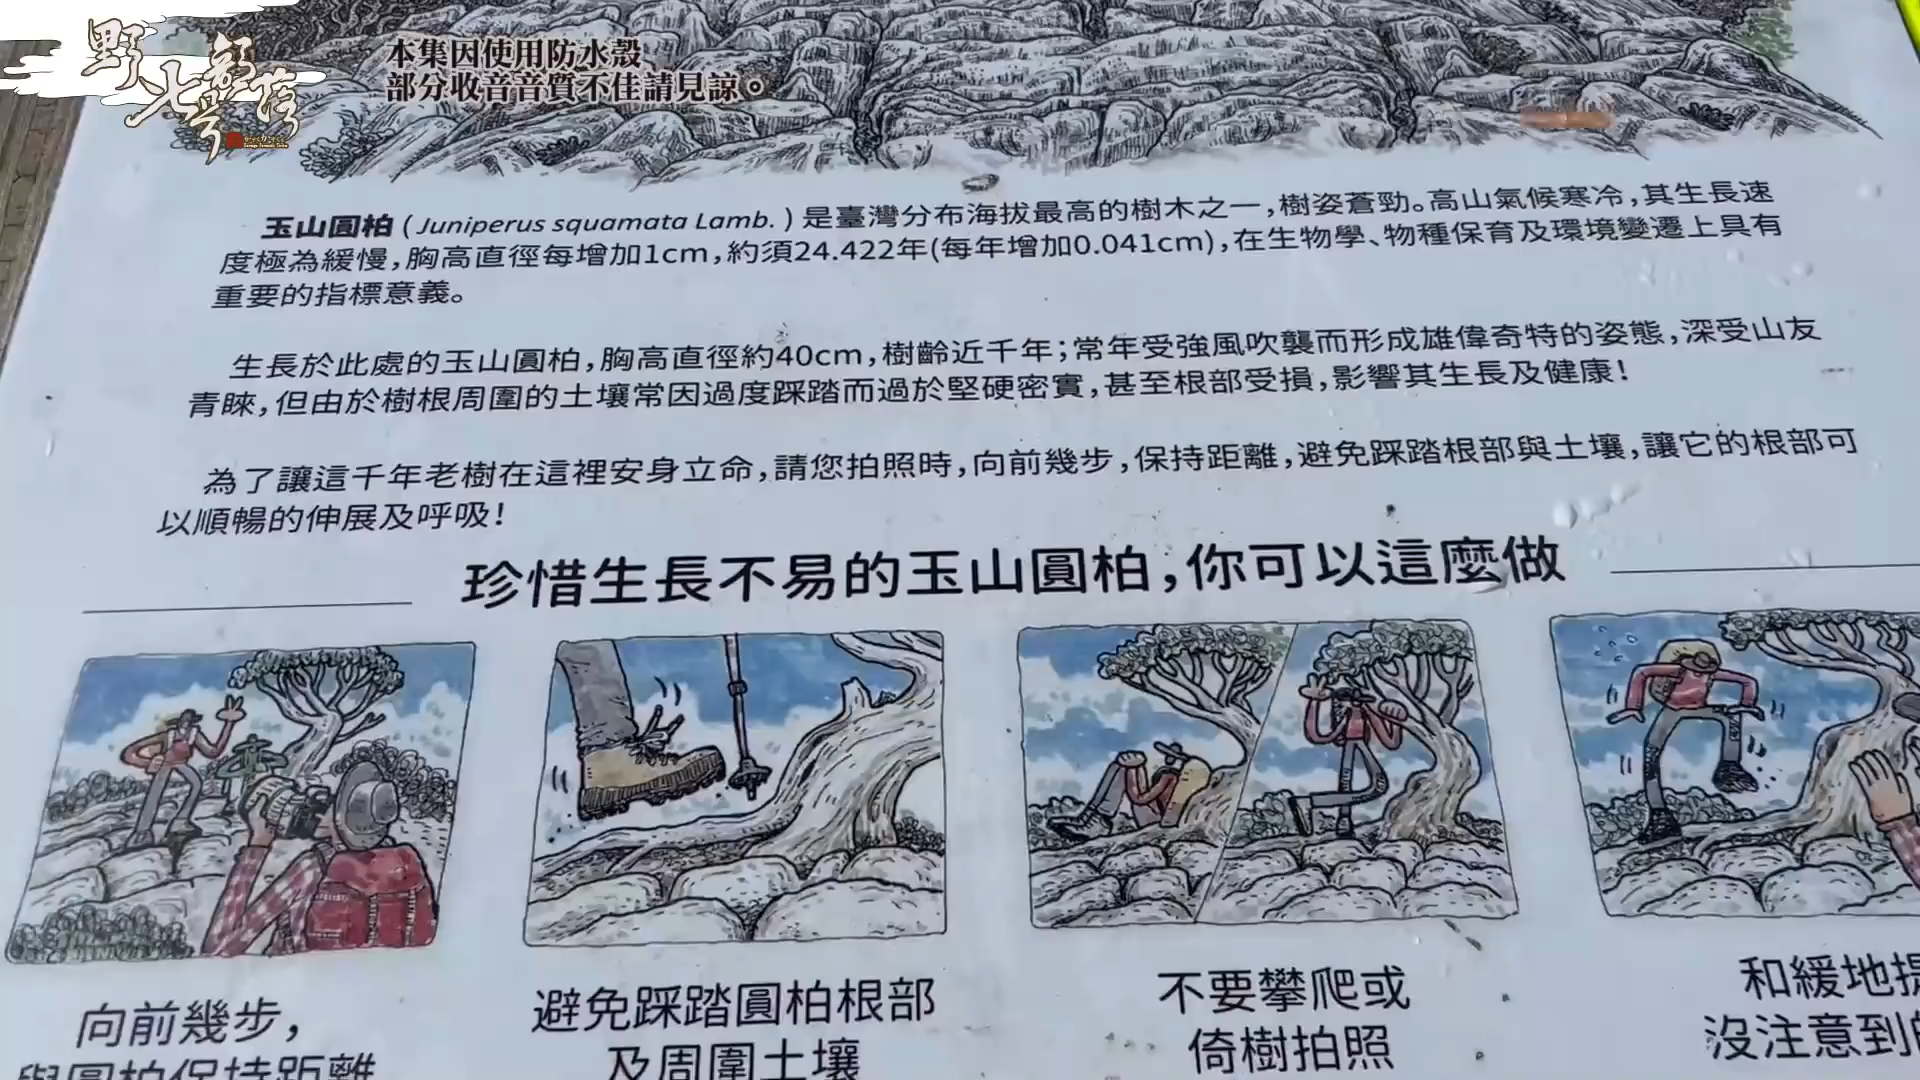 本集因使用防水殼
部分收音音質不佳請見諒。
玉山圓柏 ( Juniperus squamata Lamb. ) 是臺灣分布海拔最高的樹木之一,樹姿蒼勁。高山氣候寒冷,其生長速
度極為緩慢,胸高直徑每增加1cm,約須24.422年(每年增加0.041cm),在生物學、物種保育及環境變遷上具有
重要的指標意義。
生長於此處的玉山圓柏,胸高直徑約40cm,樹齡近千年;常年受強風吹襲而形成雄偉奇特的姿態,深受山友
青睞,但由於樹根周圍的土壤常因過度踩踏而過於堅硬密實,甚至根部受損,影響其生長及健康!
為了讓這千年老樹在這裡安身立命,請您拍照時,向前幾步,保持距離,避免踩踏根部與土壤,讓它的根部可
以順暢的伸展及呼吸!
珍惜生長不易的玉山圓柏,你可以這麼做
向前幾步,
與圓柏保持距離
避免踩踏圓柏根部
及周圍土壤
不要攀爬或
倚樹拍照
和緩地提
沒注意到的